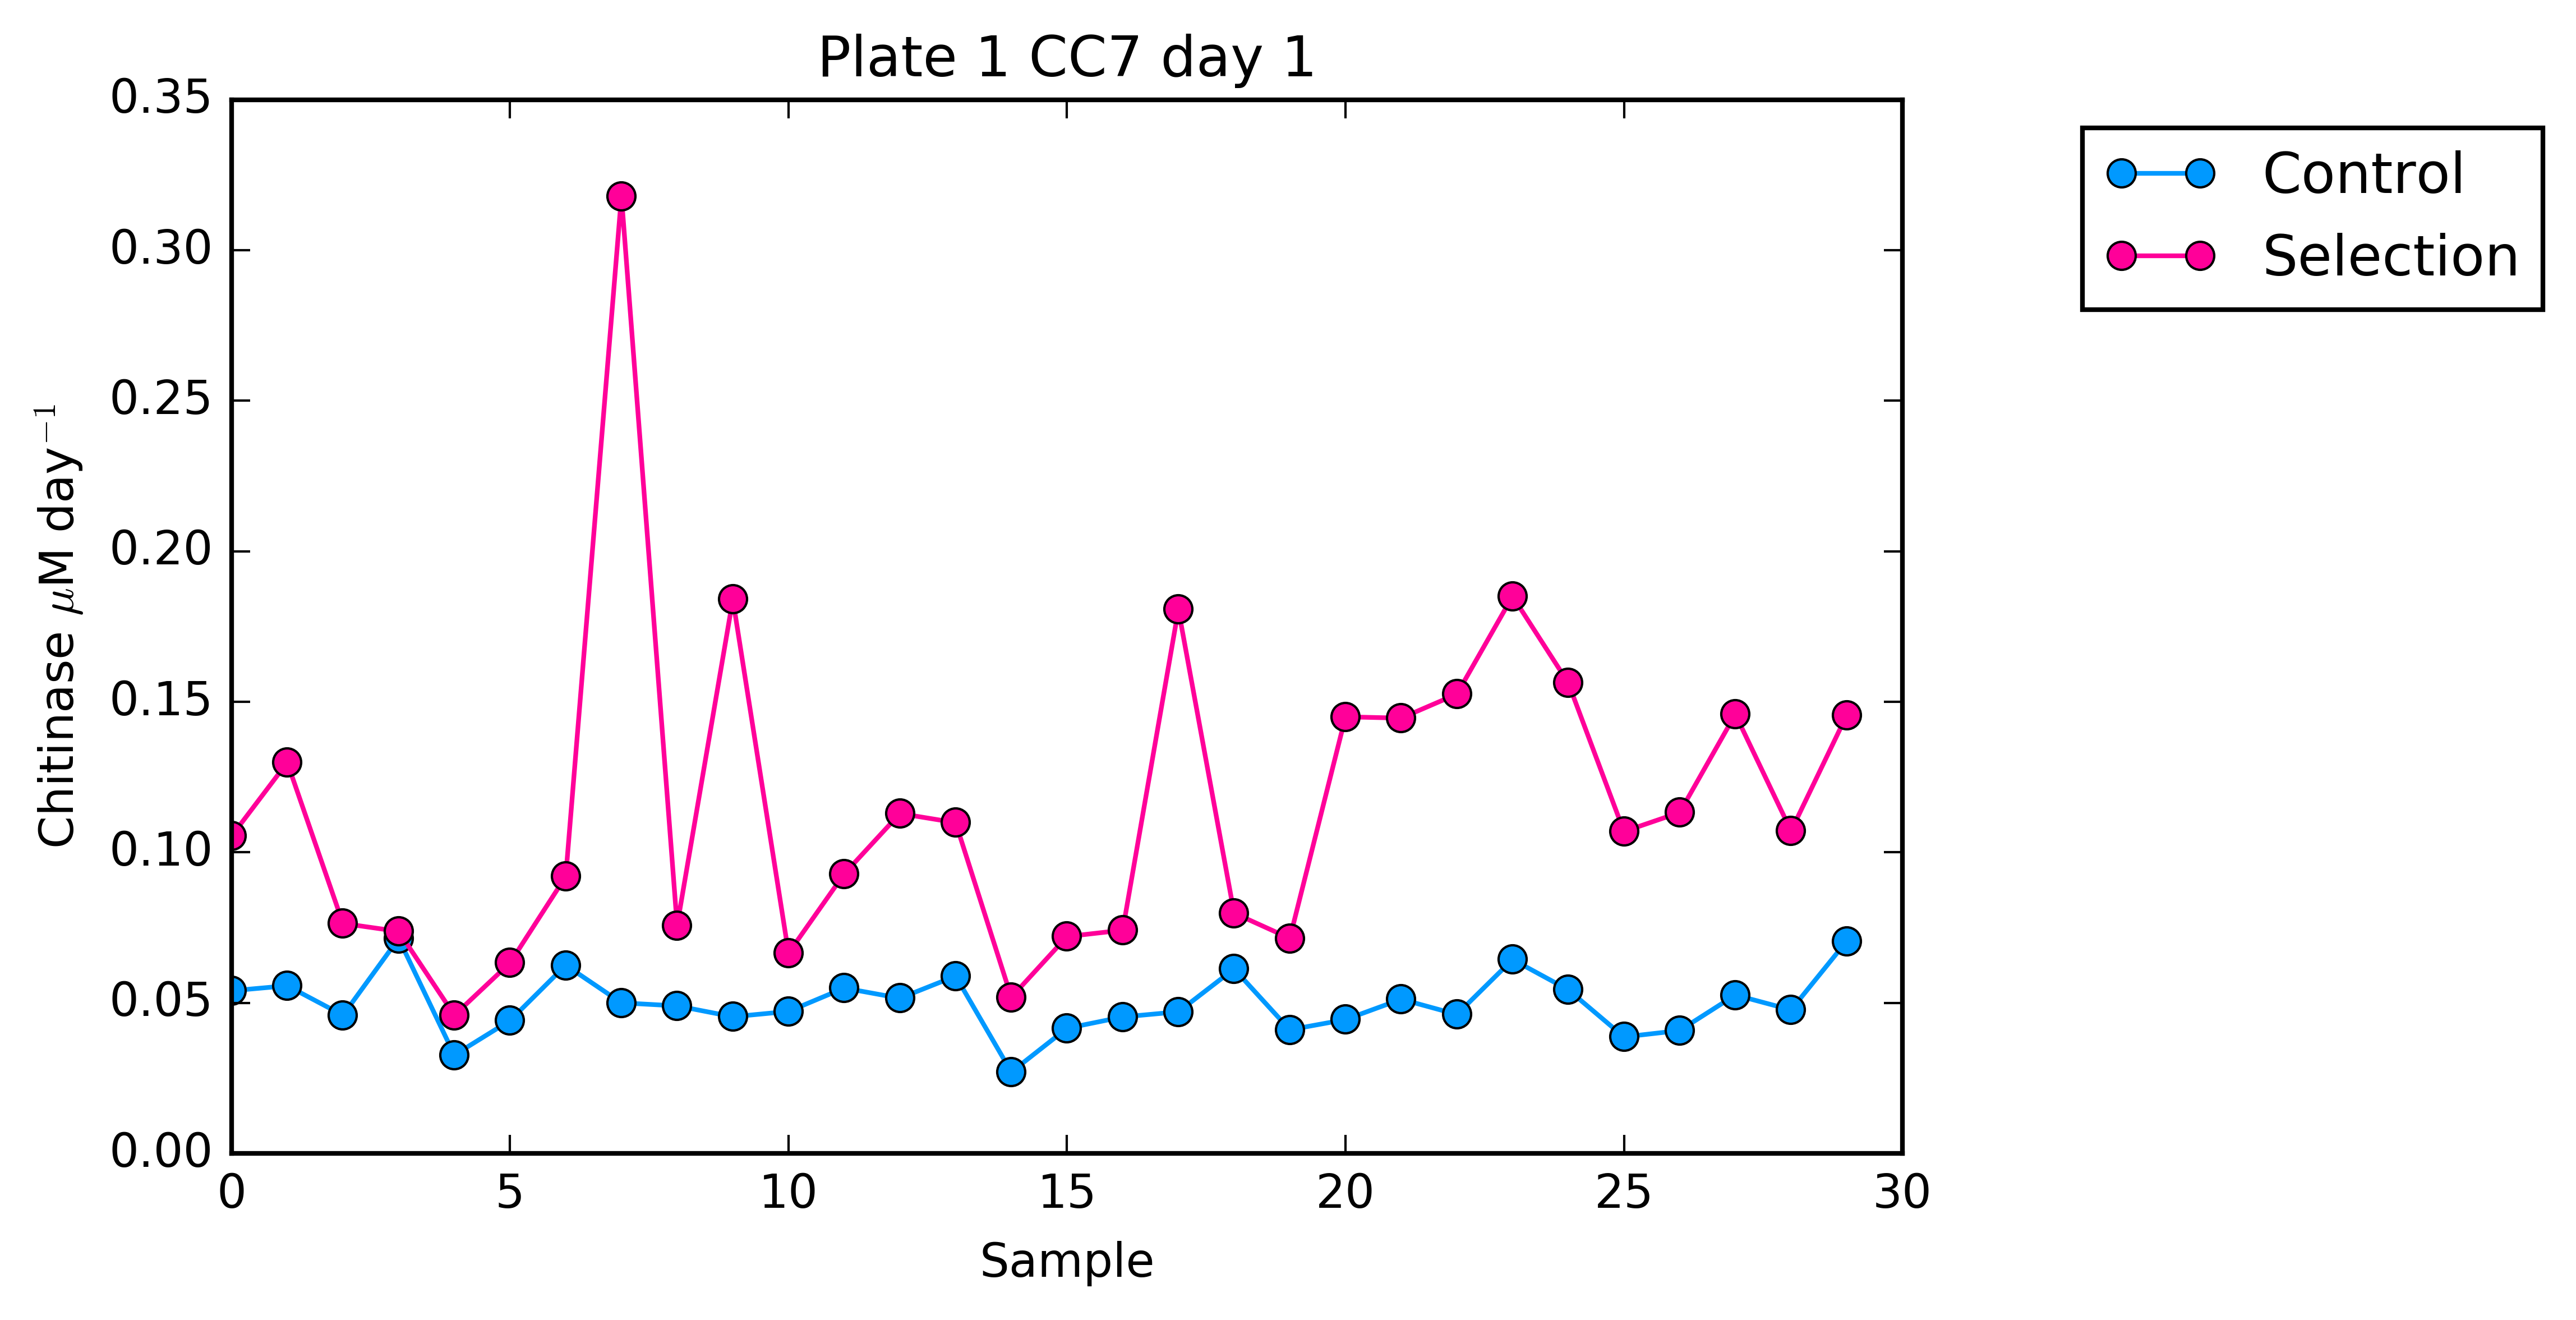 Plate 1 CC7 day 1
0.35
0.30
0.25
0.20
0.15
0.10
0.05
0.00
Chitinase μM day⁻¹
0 5 10 15 20 25 30
Sample
Control
Selection